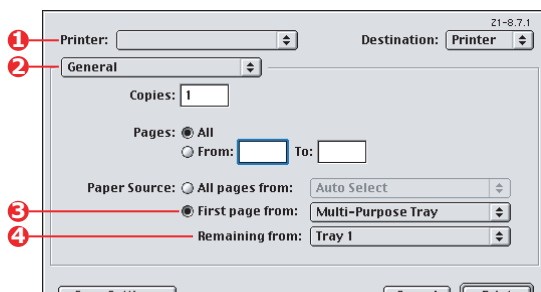 Z1-8.7.1
1 Printer: Destination: Printer
2 General
Copies: 1
Pages: All
From: To:
Paper Source: All pages from: Auto Select
3 First page from: Multi-Purpose Tray
4 Remaining from: Tray 1